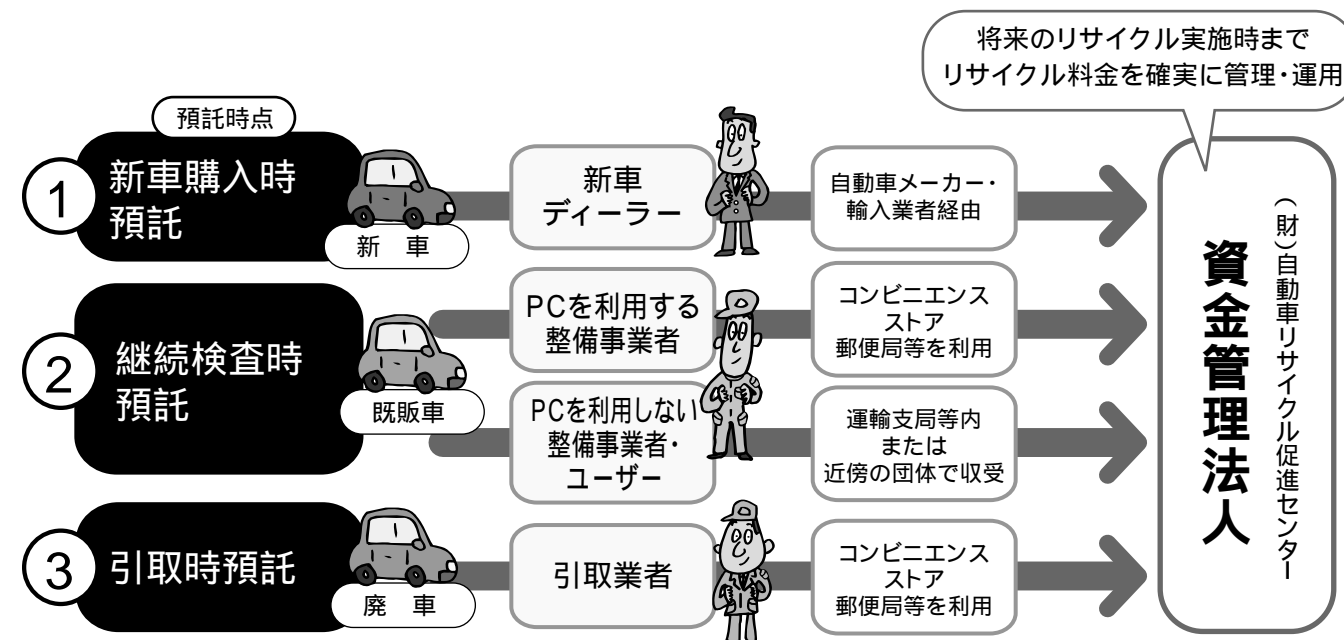 将来のリサイクル実施時まで
リサイクル料金を確実に管理・運用
預託時点
1
新車購入時
預託
新 車
新車
ディーラー
自動車メーカー・
輸入業者経由
2
継続検査時
預託
既販車
PCを利用する
整備事業者
コンビニエンス
ストア
郵便局等を利用
PCを利用しない
整備事業者・
ユーザー
運輸支局等内
または
近傍の団体で収受
3
引取時預託
廃 車
引取業者
コンビニエンス
ストア
郵便局等を利用
(財)自動車リサイクル促進センター
資金管理法人